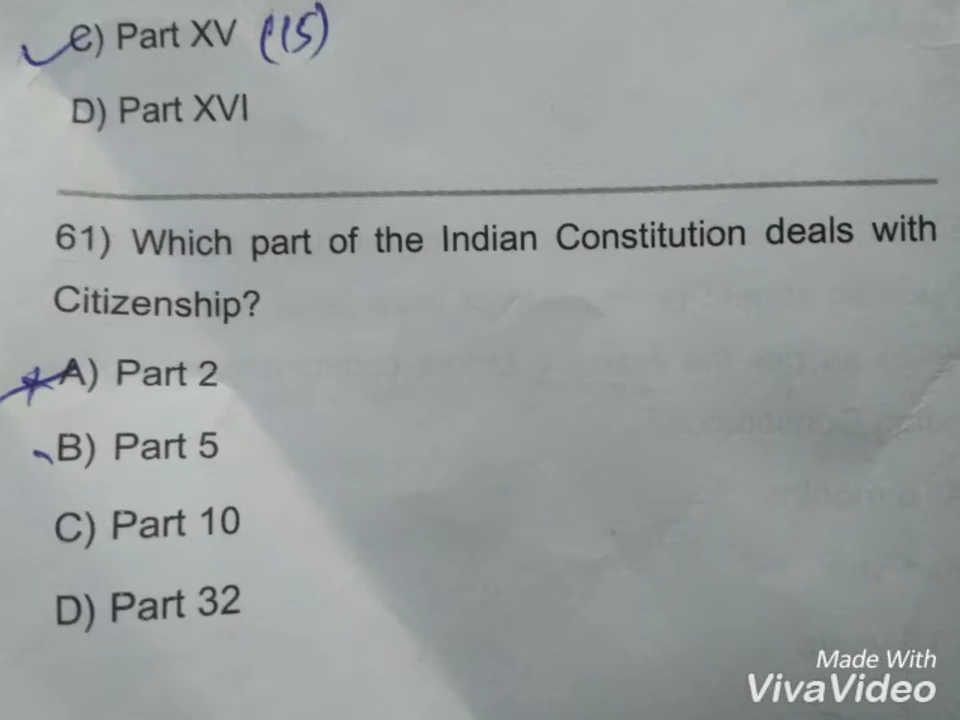 C) Part XV (15)
D) Part XVI
61) Which part of the Indian Constitution deals with
Citizenship?
A) Part 2
B) Part 5
C) Part 10
D) Part 32
Made With
VivaVideo